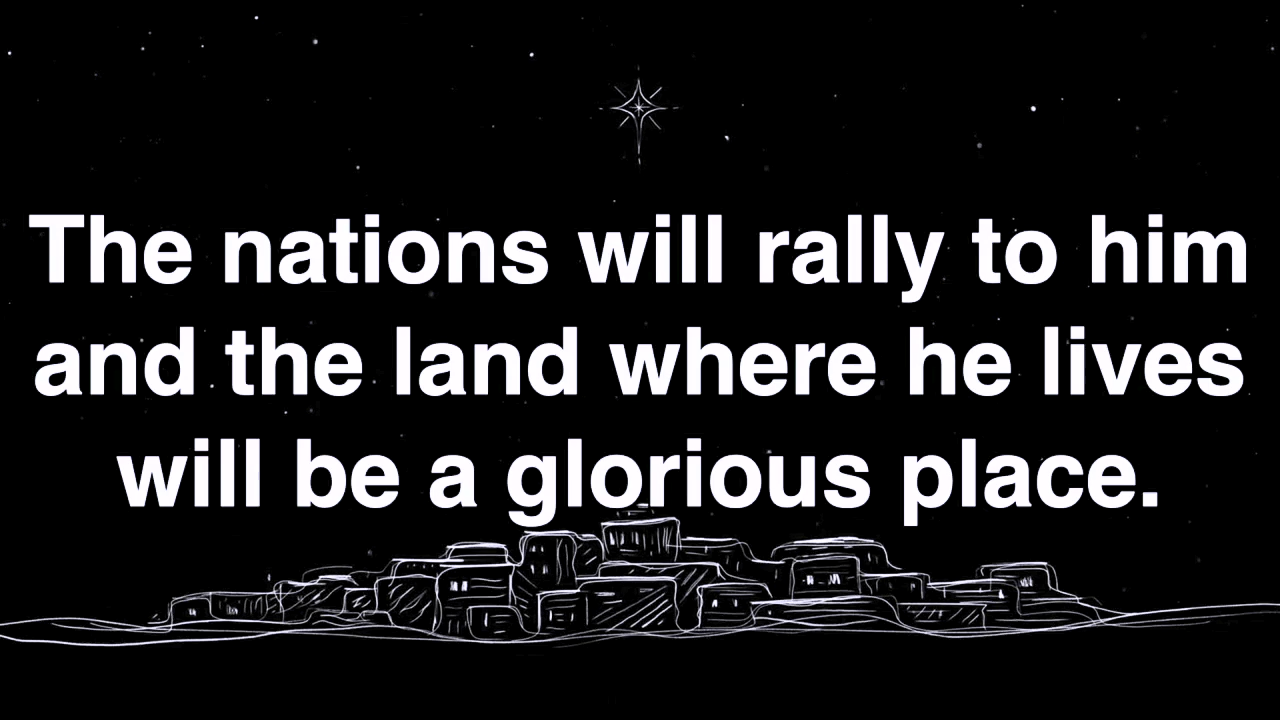 The nations will rally to him
and the land where he lives
will be a glorious place.